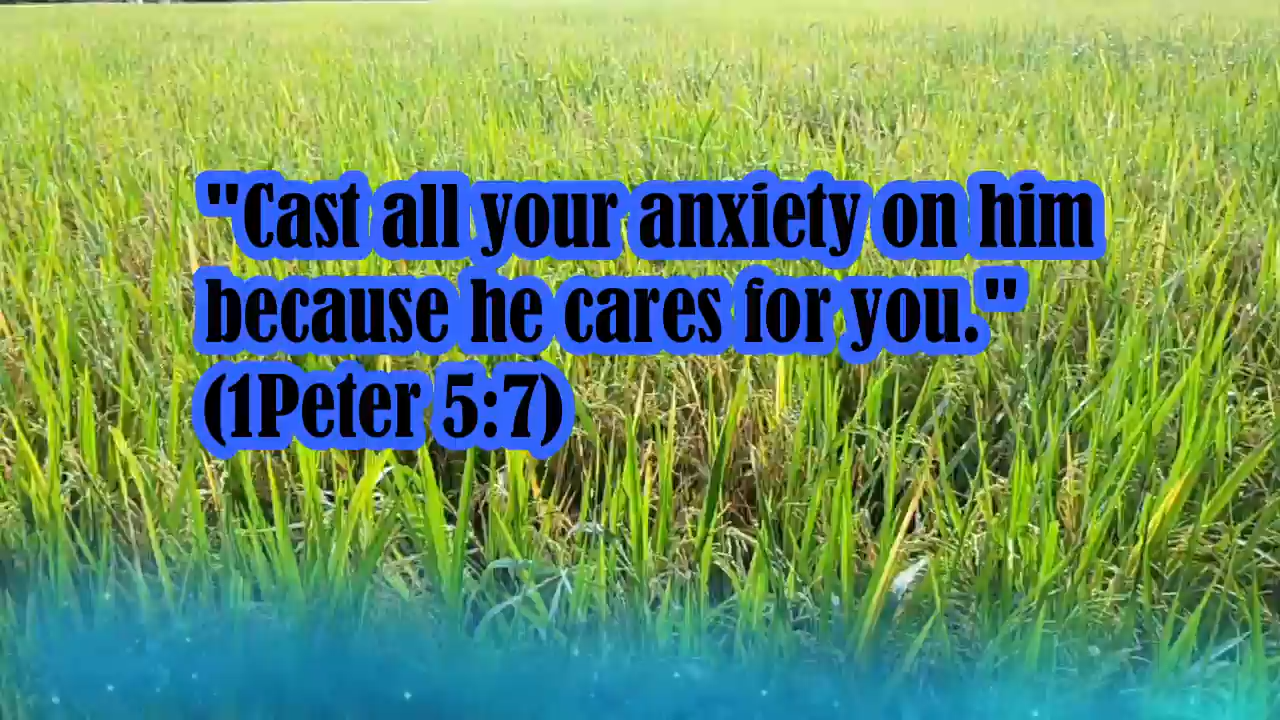 "Cast all your anxiety on him
because he cares for you."
(1Peter 5:7)